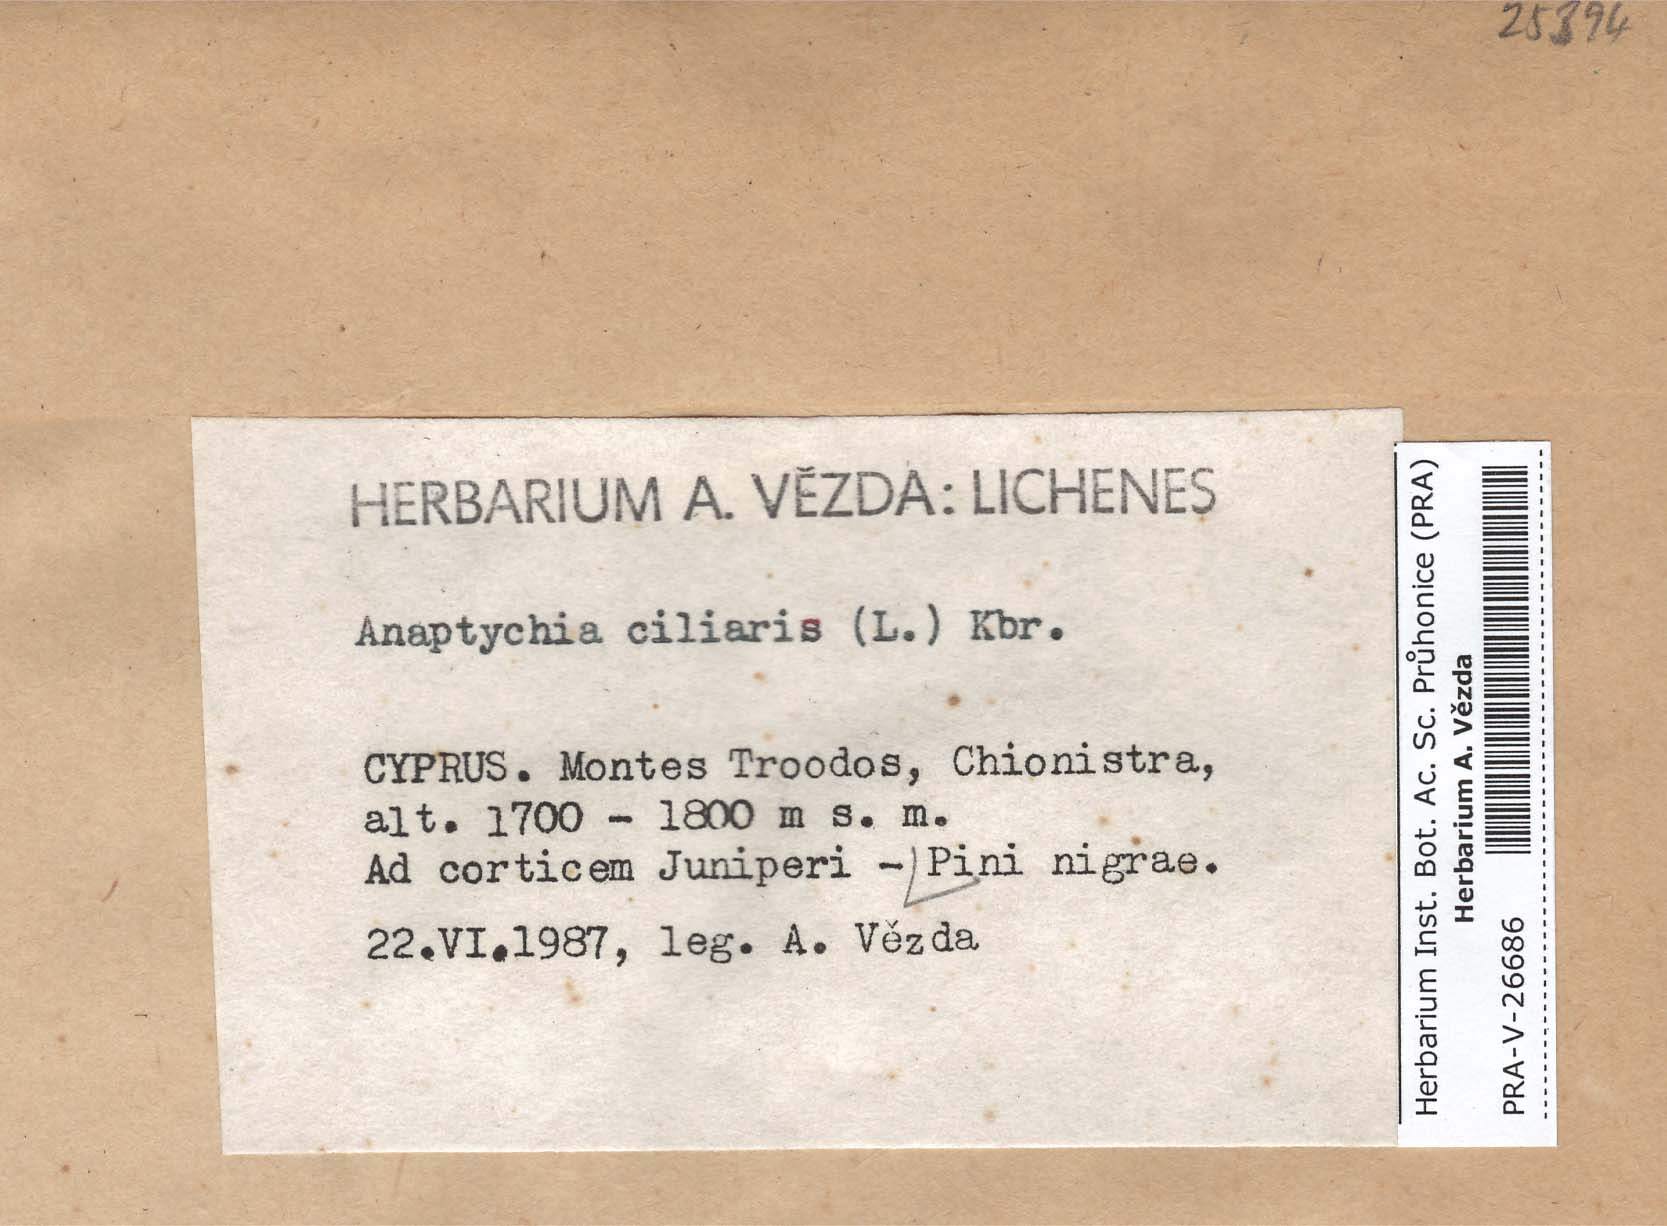 25394
HERBARIUM A. VĚZDA: LICHENES
Anaptychia ciliaris (L.) Kbr.
CYPRUS. Montes Troodos, Chionistra,
alt. 1700 - 1800 m s. m.
Ad corticem Juniperi - Pini nigrae.
22.VI.1987, leg. A. Vězda
Herbarium Inst. Bot. Ac. Sc. Průhonice (PRA)
Herbarium A. Vězda
PRA-V-26686